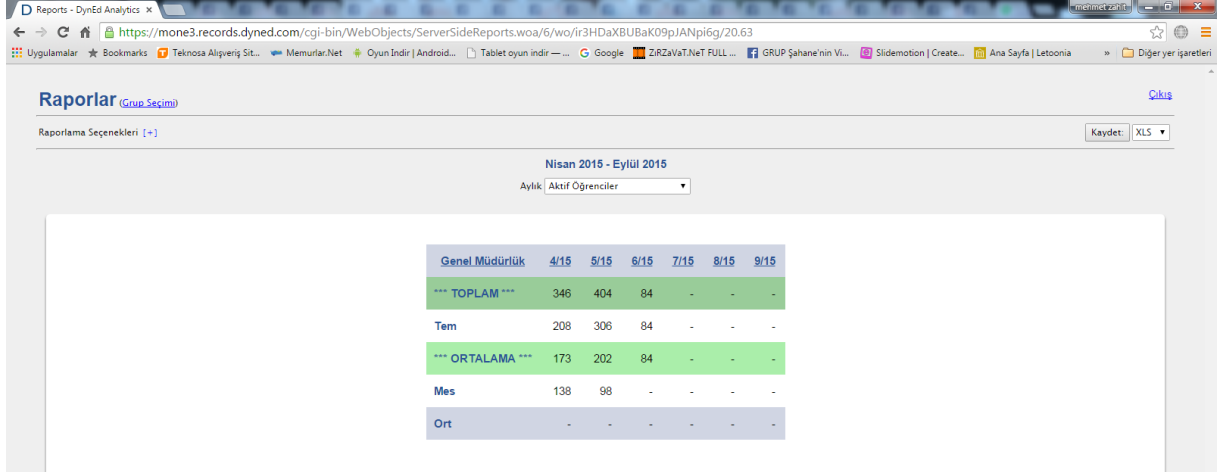 Reports - DynEd Analytics
mehmet zahit
https://mone3.records.dyned.com/cgi-bin/WebObjects/ServerSideReports.woa/6/wo/ir3HDaXBUBaK09pJANpi6g/20.63
Uygulamalar Bookmarks Teknosa Alışveriş Sit... Memurlar.Net Oyun İndir | Android... Tablet oyun indir — ... Google ZıRZaVaT.NeT FULL ... GRUP Şahane'nin Vi... Slidemotion | Create... Ana Sayfa | Letoonia » Diğer yer işaretleri
Raporlar (Grup Seçimi) Çıkış
Raporlama Seçenekleri [+] Kaydet: XLS
Nisan 2015 - Eylül 2015
Aylık Aktif Öğrenciler
Genel Müdürlük 4/15 5/15 6/15 7/15 8/15 9/15
*** TOPLAM *** 346 404 84 - - -
Tem 208 306 84 - - -
*** ORTALAMA *** 173 202 84 - - -
Mes 138 98 - - - -
Ort - - - - - -